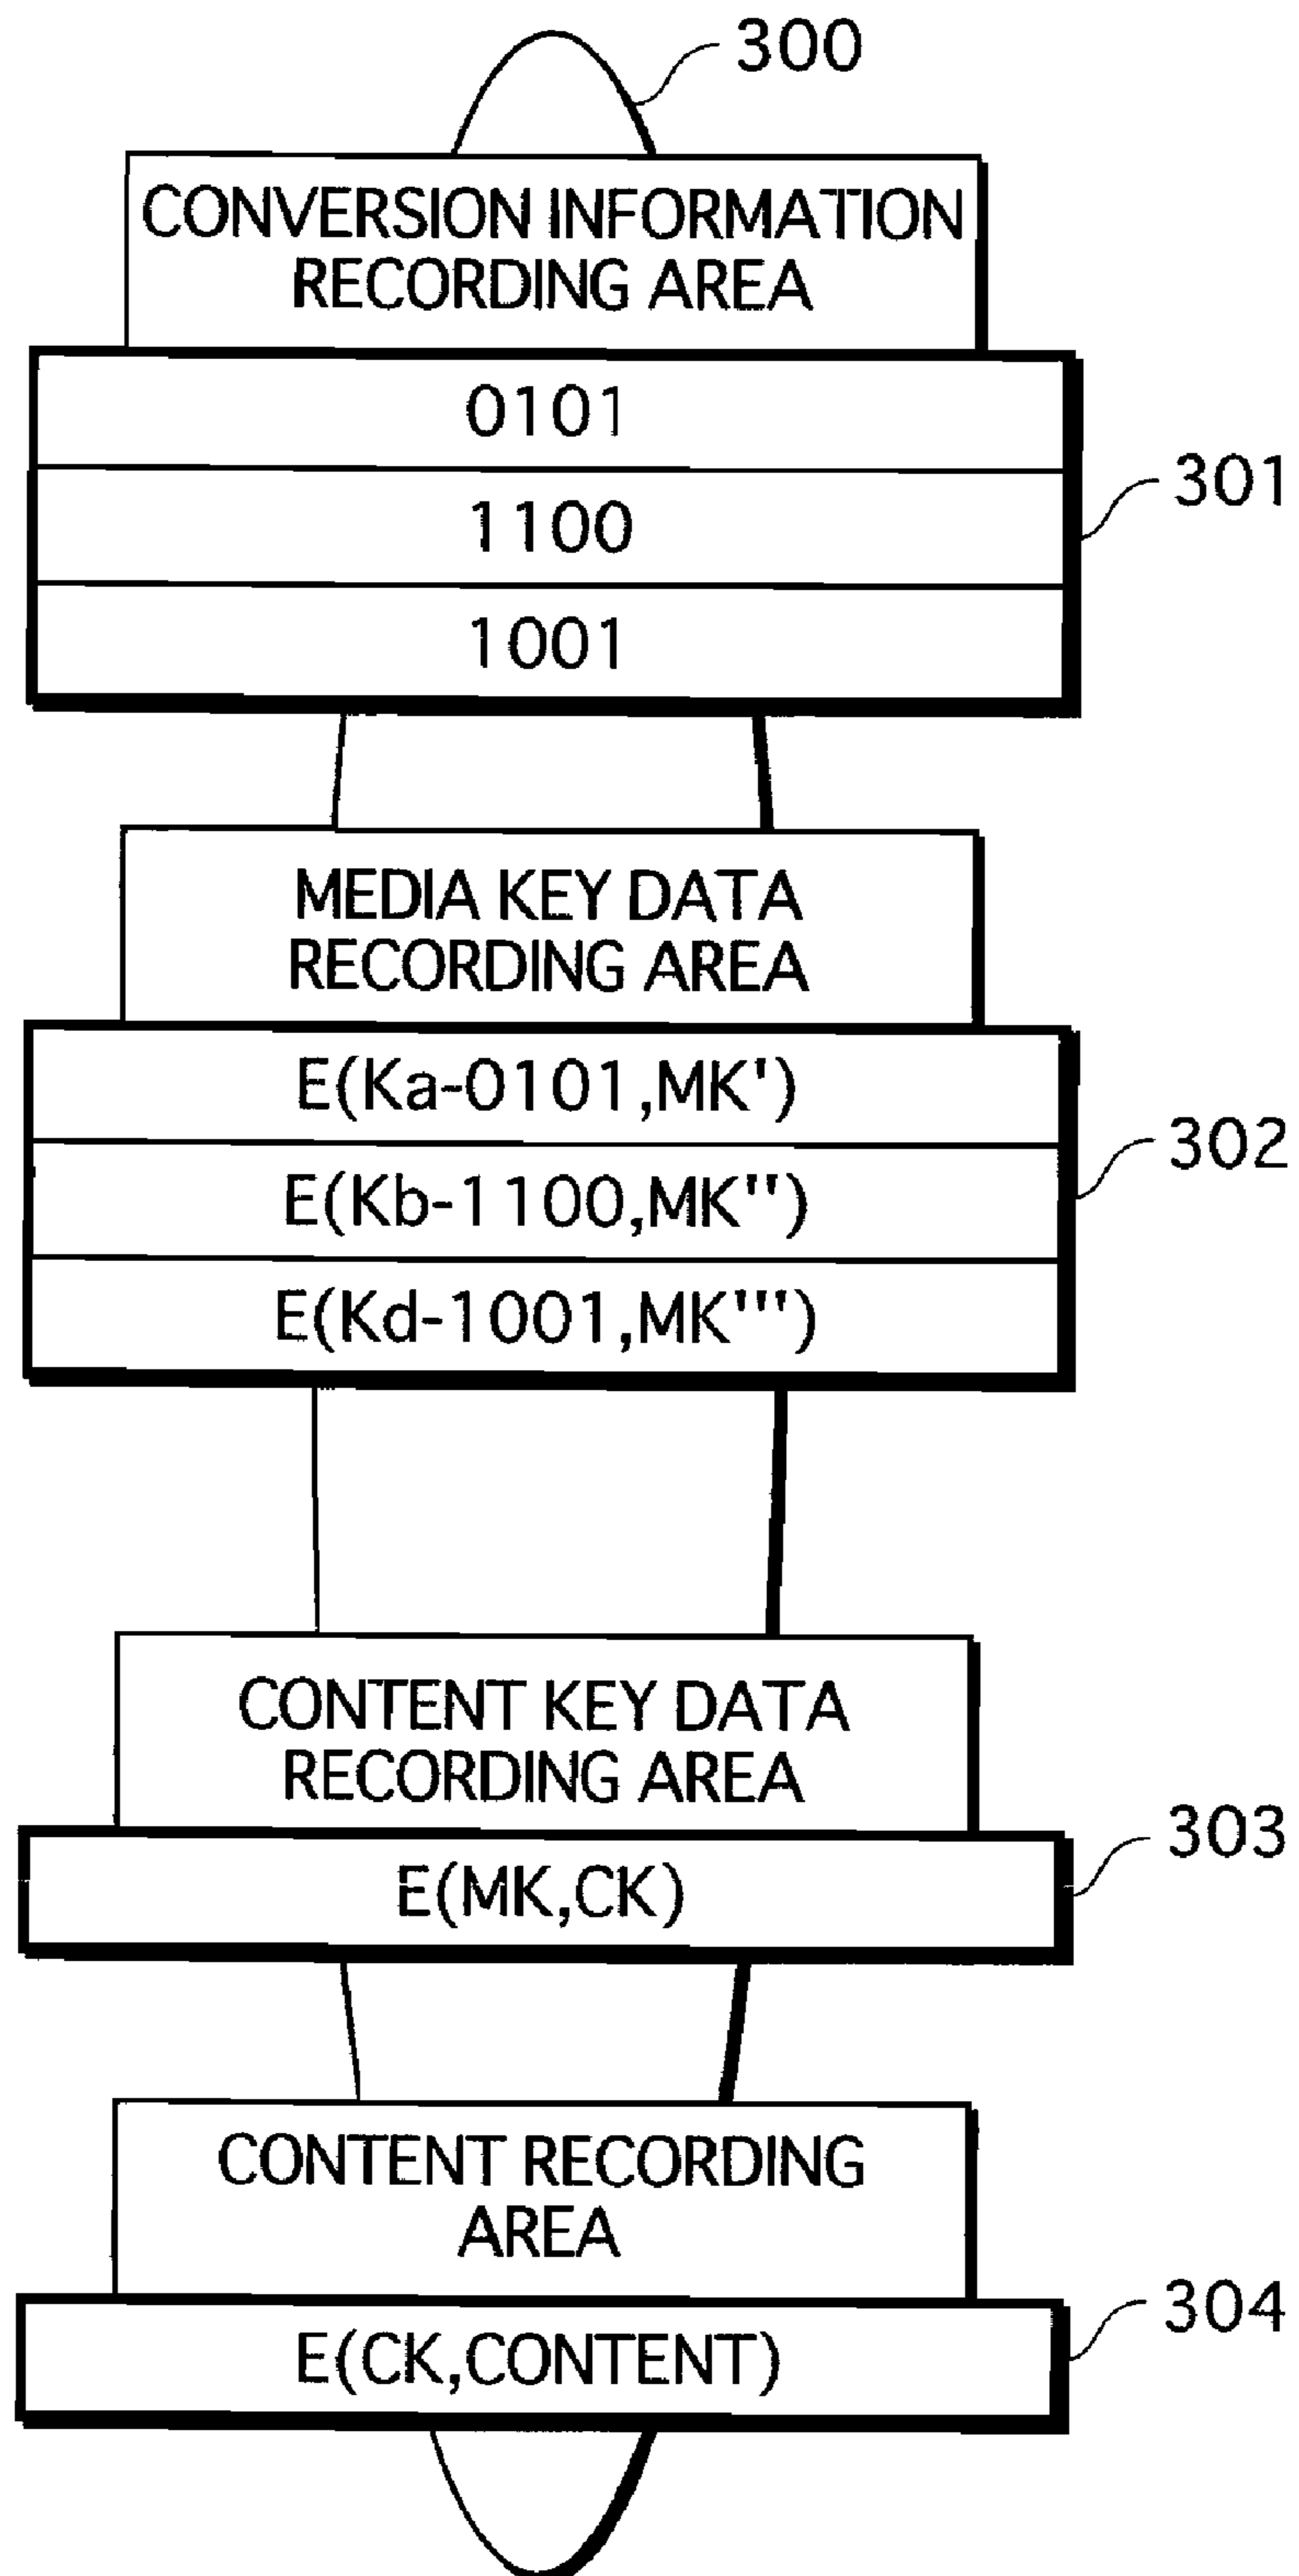 300
CONVERSION INFORMATION
RECORDING AREA
0101
301
1100
1001
MEDIA KEY DATA
RECORDING AREA
E(Ka-0101,MK')
302
E(Kb-1100,MK'')
E(Kd-1001,MK''')
CONTENT KEY DATA
RECORDING AREA
303
E(MK,CK)
CONTENT RECORDING
AREA
304
E(CK,CONTENT)